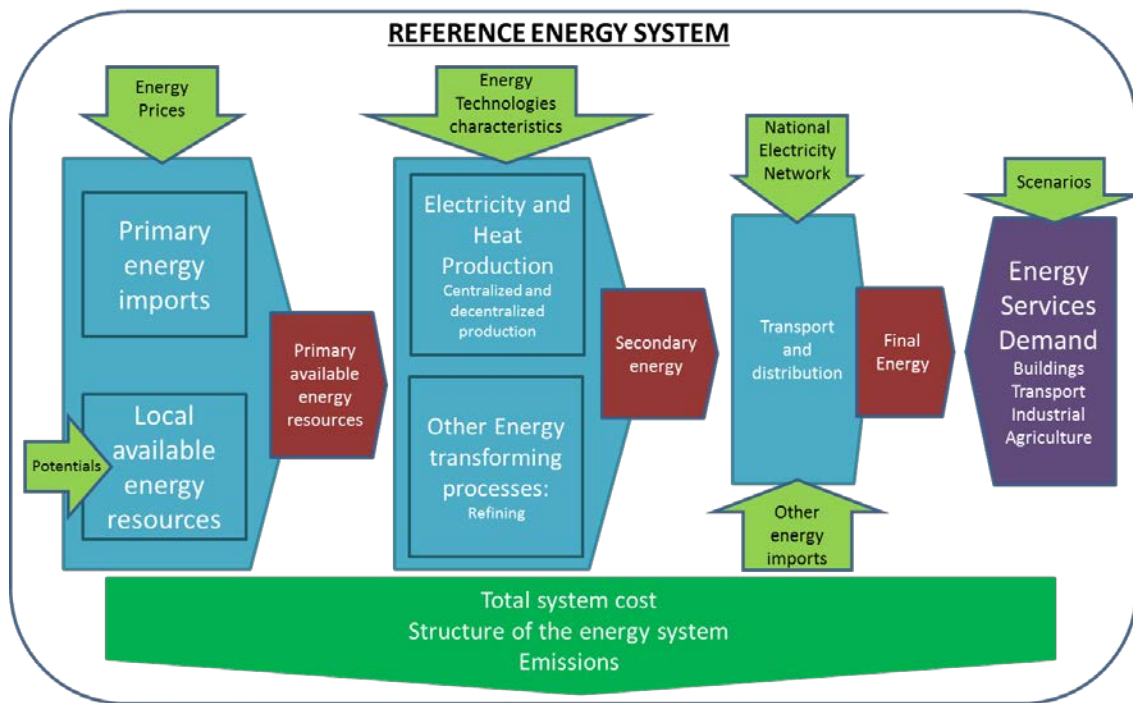 REFERENCE ENERGY SYSTEM
Energy
Prices
Energy
Technologies
characteristics
National
Electricity
Network
Scenarios
Primary
energy
imports
Local
available
energy
resources
Potentials
Primary
available
energy
resources
Electricity and
Heat
Production
Centralized and
decentralized
production
Other Energy
transforming
processes:
Refining
Secondary
energy
Transport
and
distribution
Other
energy
imports
Final
Energy
Energy
Services
Demand
Buildings
Transport
Industrial
Agriculture
Total system cost
Structure of the energy system
Emissions